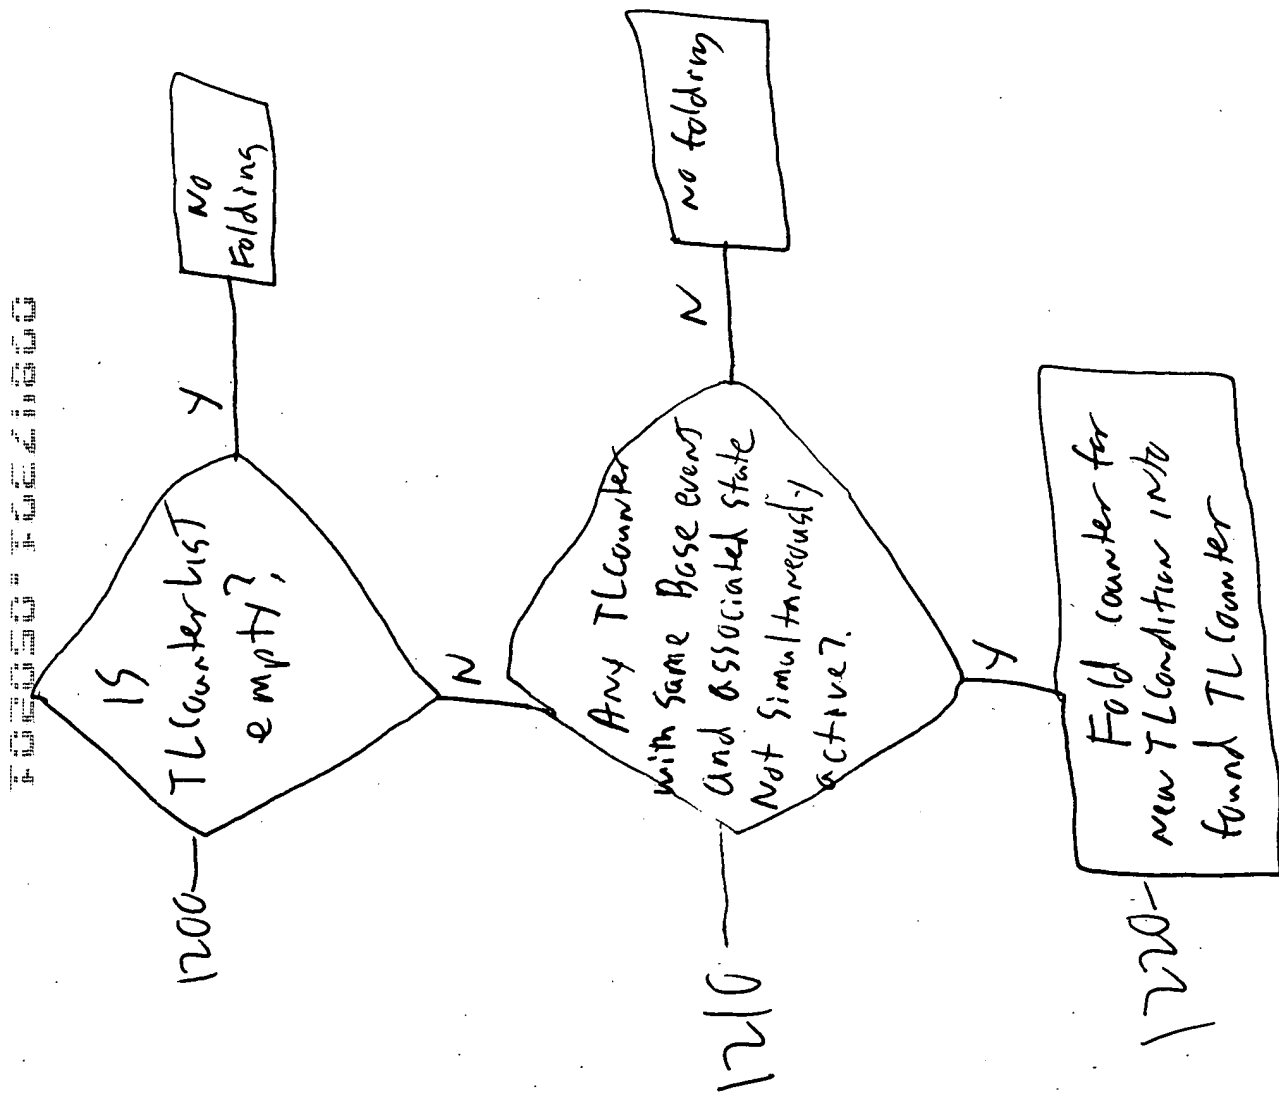 1200
Is
TLCounterList
empty?
Y
No
Folding
N
1210
Any TLCounter
with same Base event
and associated state
Not simultaneously
active?
N
No folding
Y
1220
Fold counter for
new TLCondition into
found TLCounter